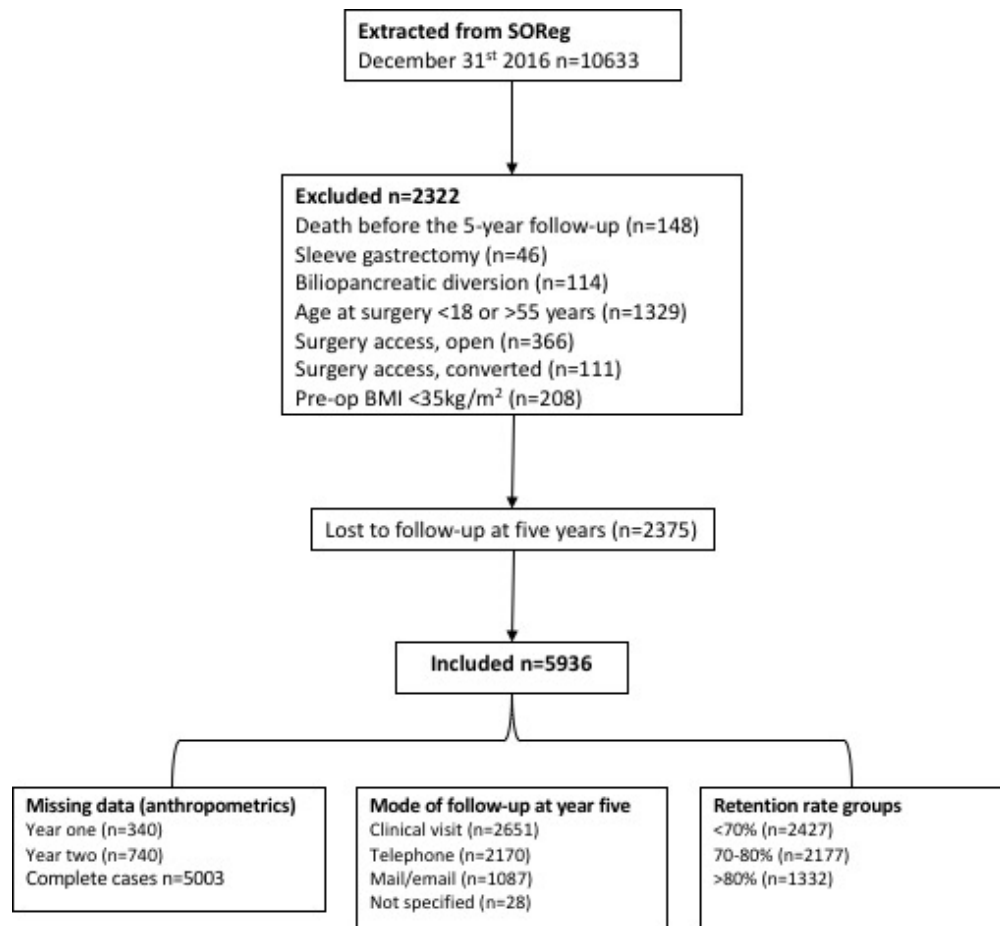 Extracted from SOReg
December 31st 2016 n=10633
Excluded n=2322
Death before the 5-year follow-up (n=148)
Sleeve gastrectomy (n=46)
Biliopancreatic diversion (n=114)
Age at surgery <18 or >55 years (n=1329)
Surgery access, open (n=366)
Surgery access, converted (n=111)
Pre-op BMI <35kg/m² (n=208)
Lost to follow-up at five years (n=2375)
Included n=5936
Missing data (anthropometrics)
Year one (n=340)
Year two (n=740)
Complete cases n=5003
Mode of follow-up at year five
Clinical visit (n=2651)
Telephone (n=2170)
Mail/email (n=1087)
Not specified (n=28)
Retention rate groups
<70% (n=2427)
70-80% (n=2177)
>80% (n=1332)